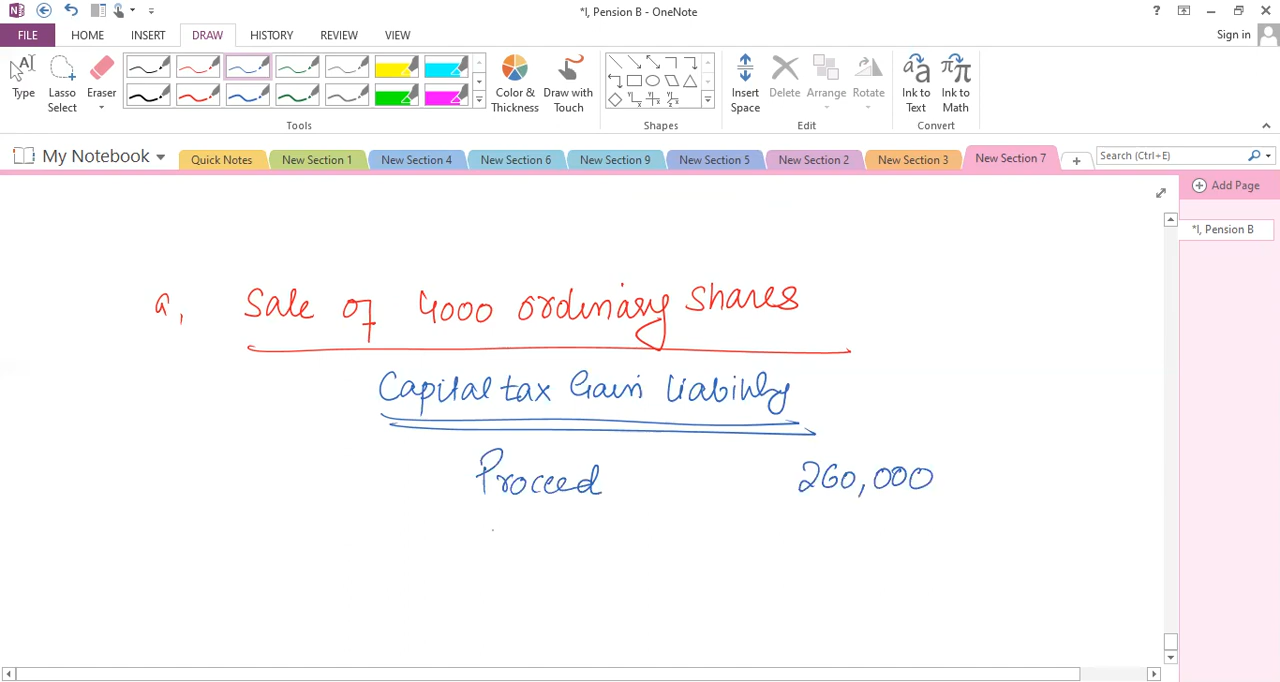 *I, Pension B - OneNote
?
FILE HOME INSERT DRAW HISTORY REVIEW VIEW
Sign in
Type
Lasso Select
Eraser
Color & Thickness
Draw with Touch
Insert Space
Delete
Arrange
Rotate
Ink to Text
Ink to Math
Tools
Shapes
Edit
Convert
My Notebook
Quick Notes New Section 1 New Section 4 New Section 6 New Section 9 New Section 5 New Section 2 New Section 3 New Section 7
Search (Ctrl+E)
Add Page
*I, Pension B
a, Sale of 4000 ordinary shares
Capital tax Gain liability
Proceed 260,000